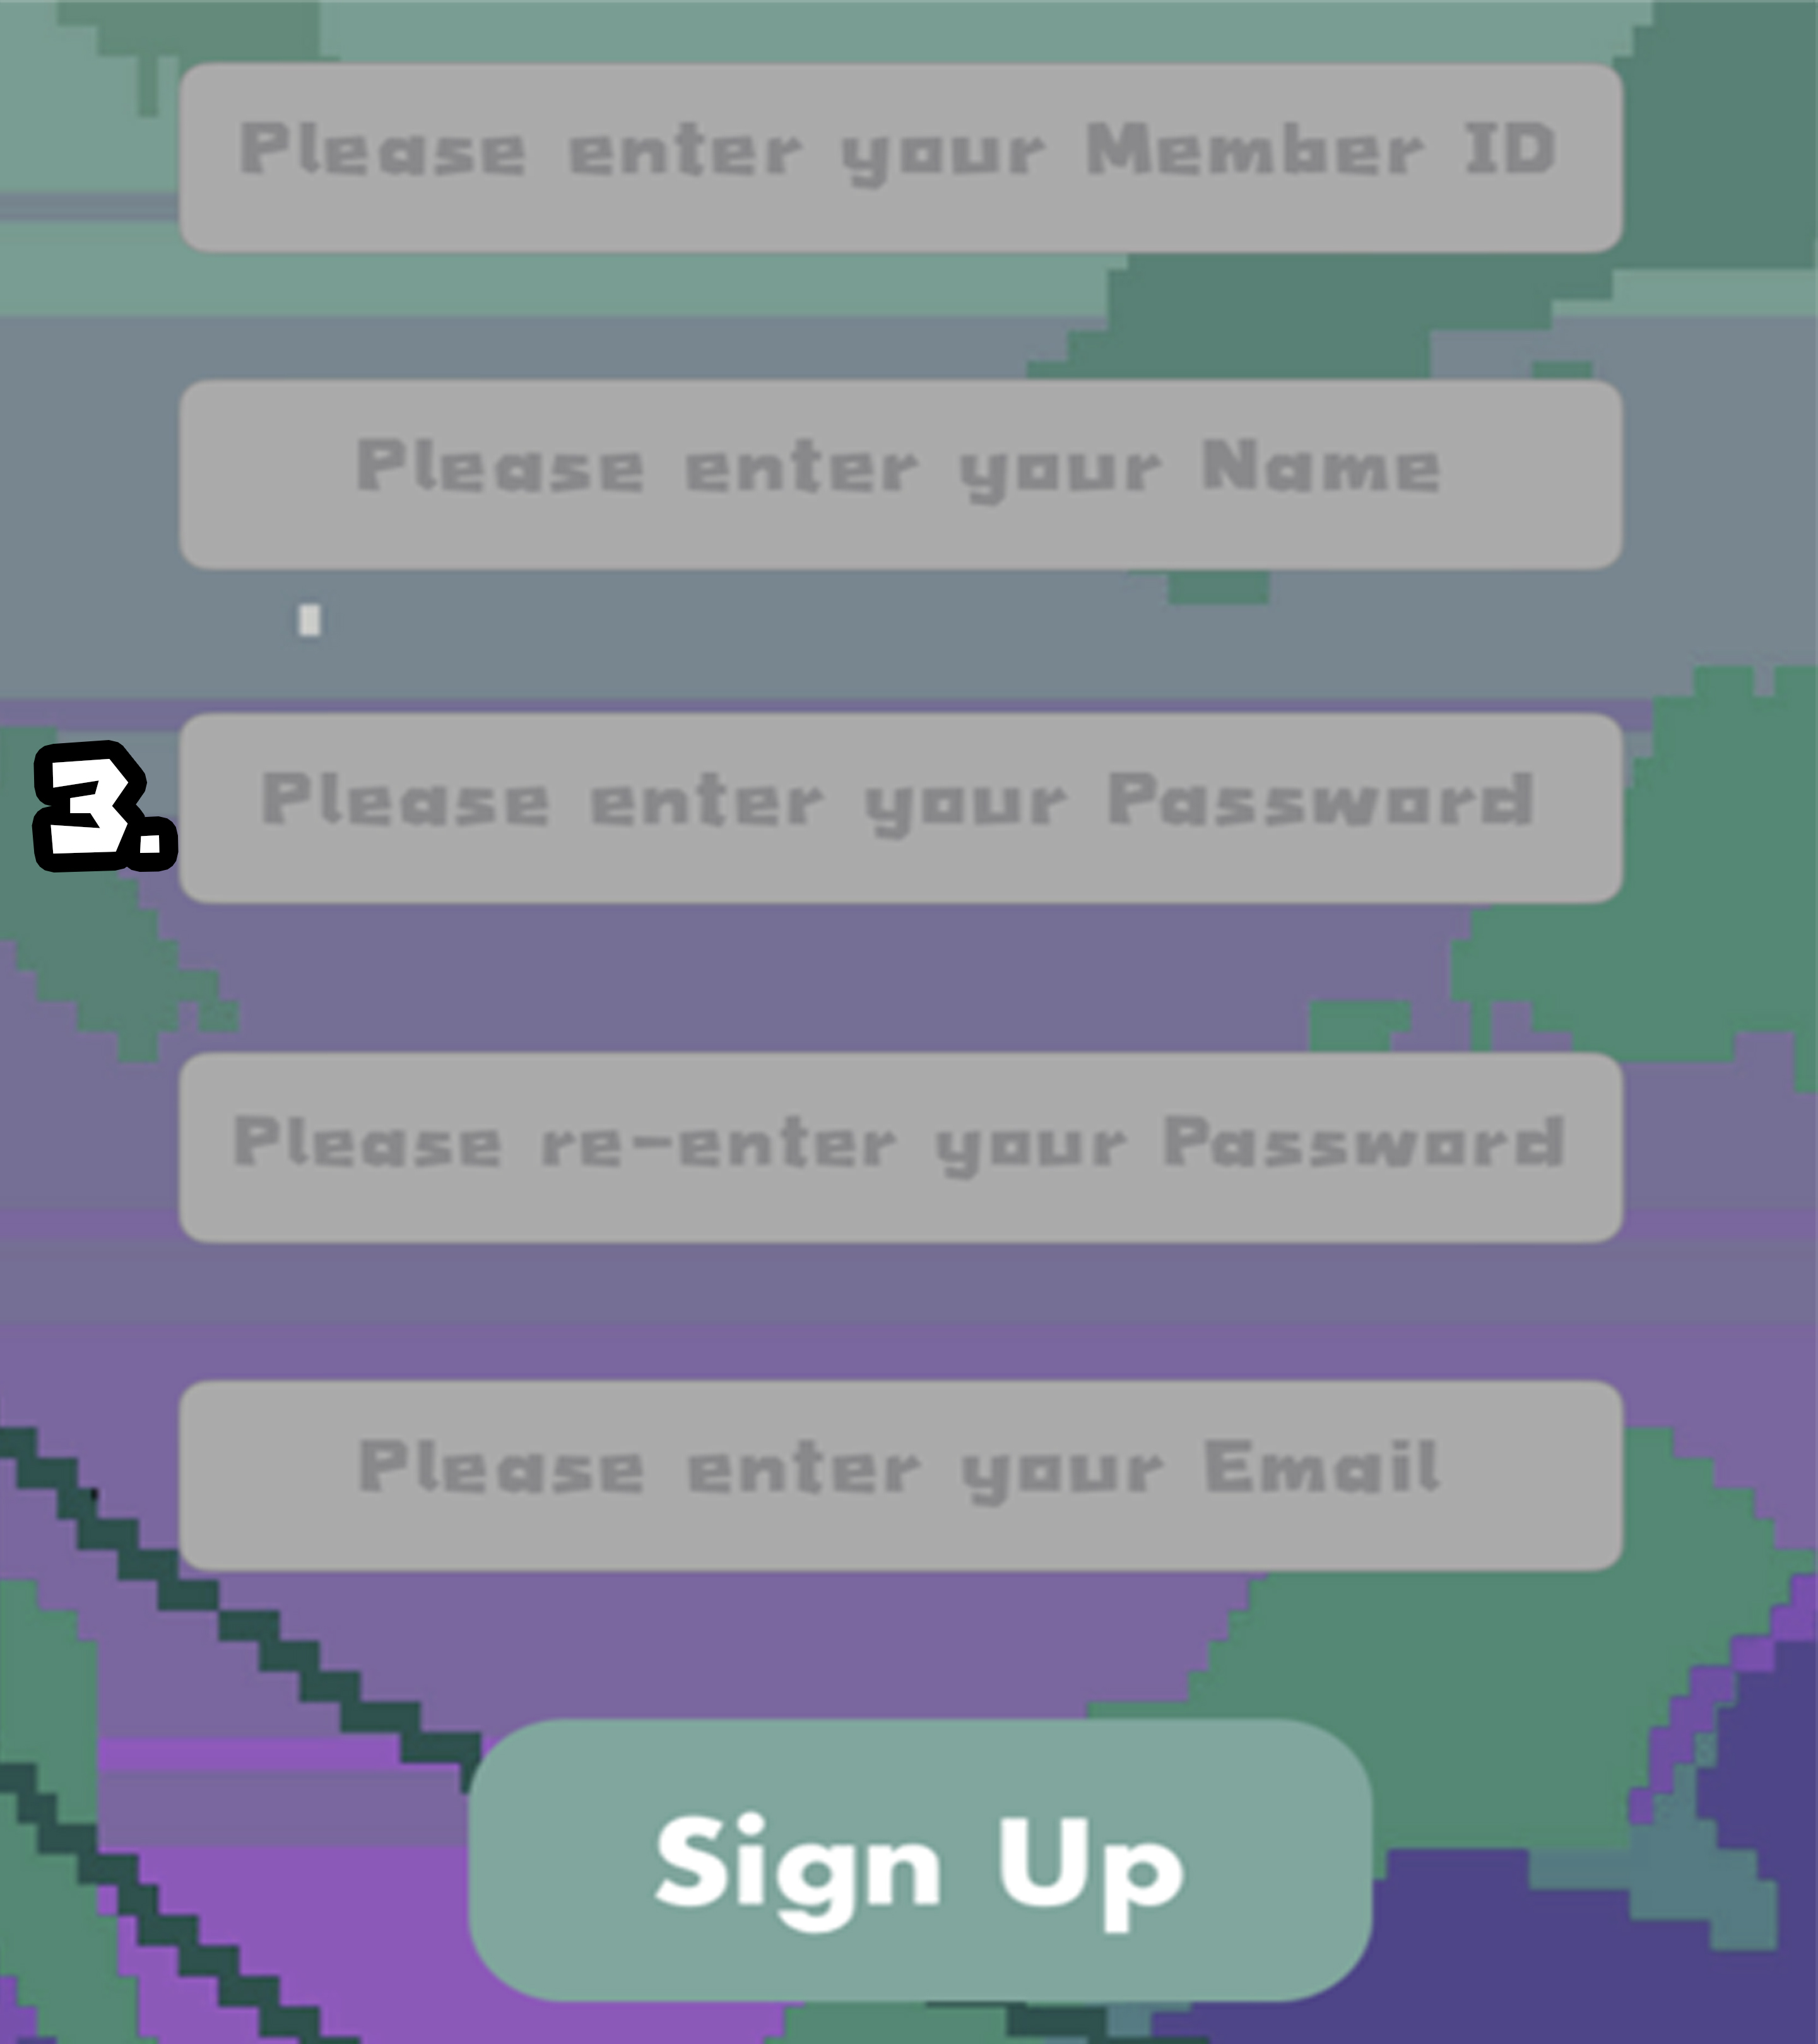 Please enter your Member ID
Please enter your Name
3. Please enter your Password
Please re-enter your Password
Please enter your Email
Sign Up